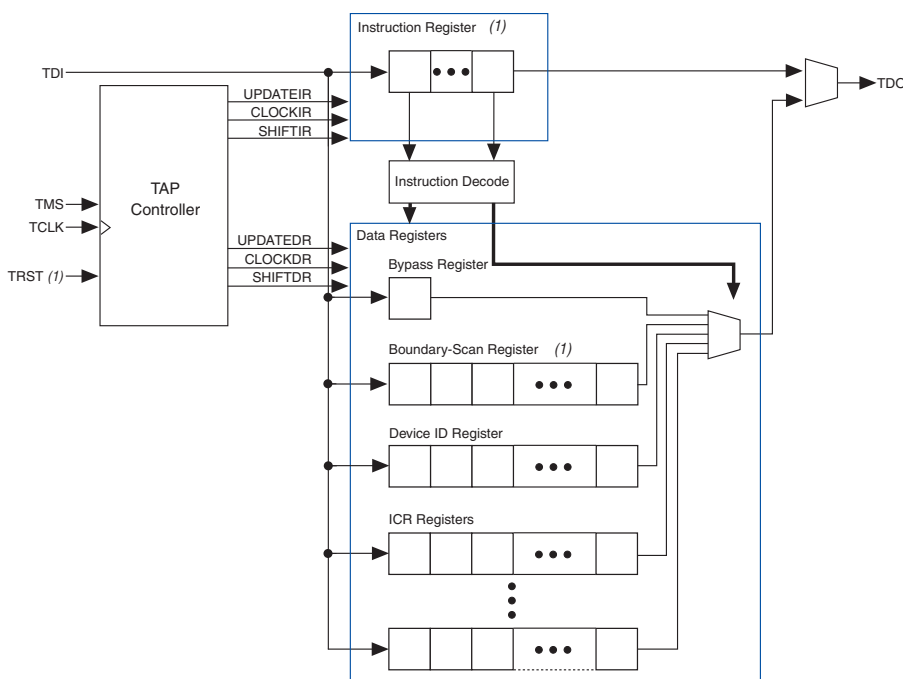 Instruction Register (1)
TDI
TDO
UPDATEIR
CLOCKIR
SHIFTIR
TAP
Controller
Instruction Decode
TMS
TCLK
TRST (1)
UPDATEDR
CLOCKDR
SHIFTDR
Data Registers
Bypass Register
Boundary-Scan Register (1)
Device ID Register
ICR Registers